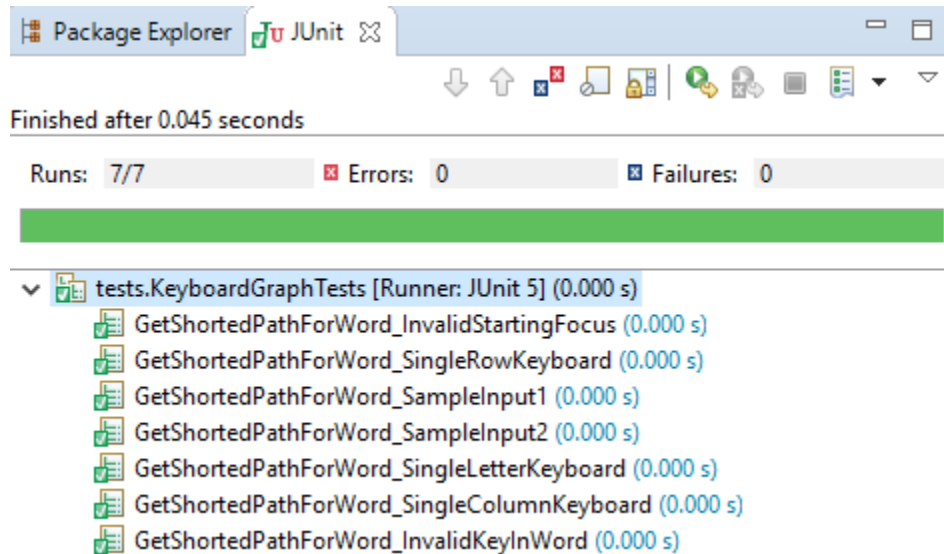 Package Explorer JUnit
Finished after 0.045 seconds
Runs: 7/7 Errors: 0 Failures: 0
tests.KeyboardGraphTests [Runner: JUnit 5] (0.000 s)
GetShortedPathForWord_InvalidStartingFocus (0.000 s)
GetShortedPathForWord_SingleRowKeyboard (0.000 s)
GetShortedPathForWord_SampleInput1 (0.000 s)
GetShortedPathForWord_SampleInput2 (0.000 s)
GetShortedPathForWord_SingleLetterKeyboard (0.000 s)
GetShortedPathForWord_SingleColumnKeyboard (0.000 s)
GetShortedPathForWord_InvalidKeyInWord (0.000 s)